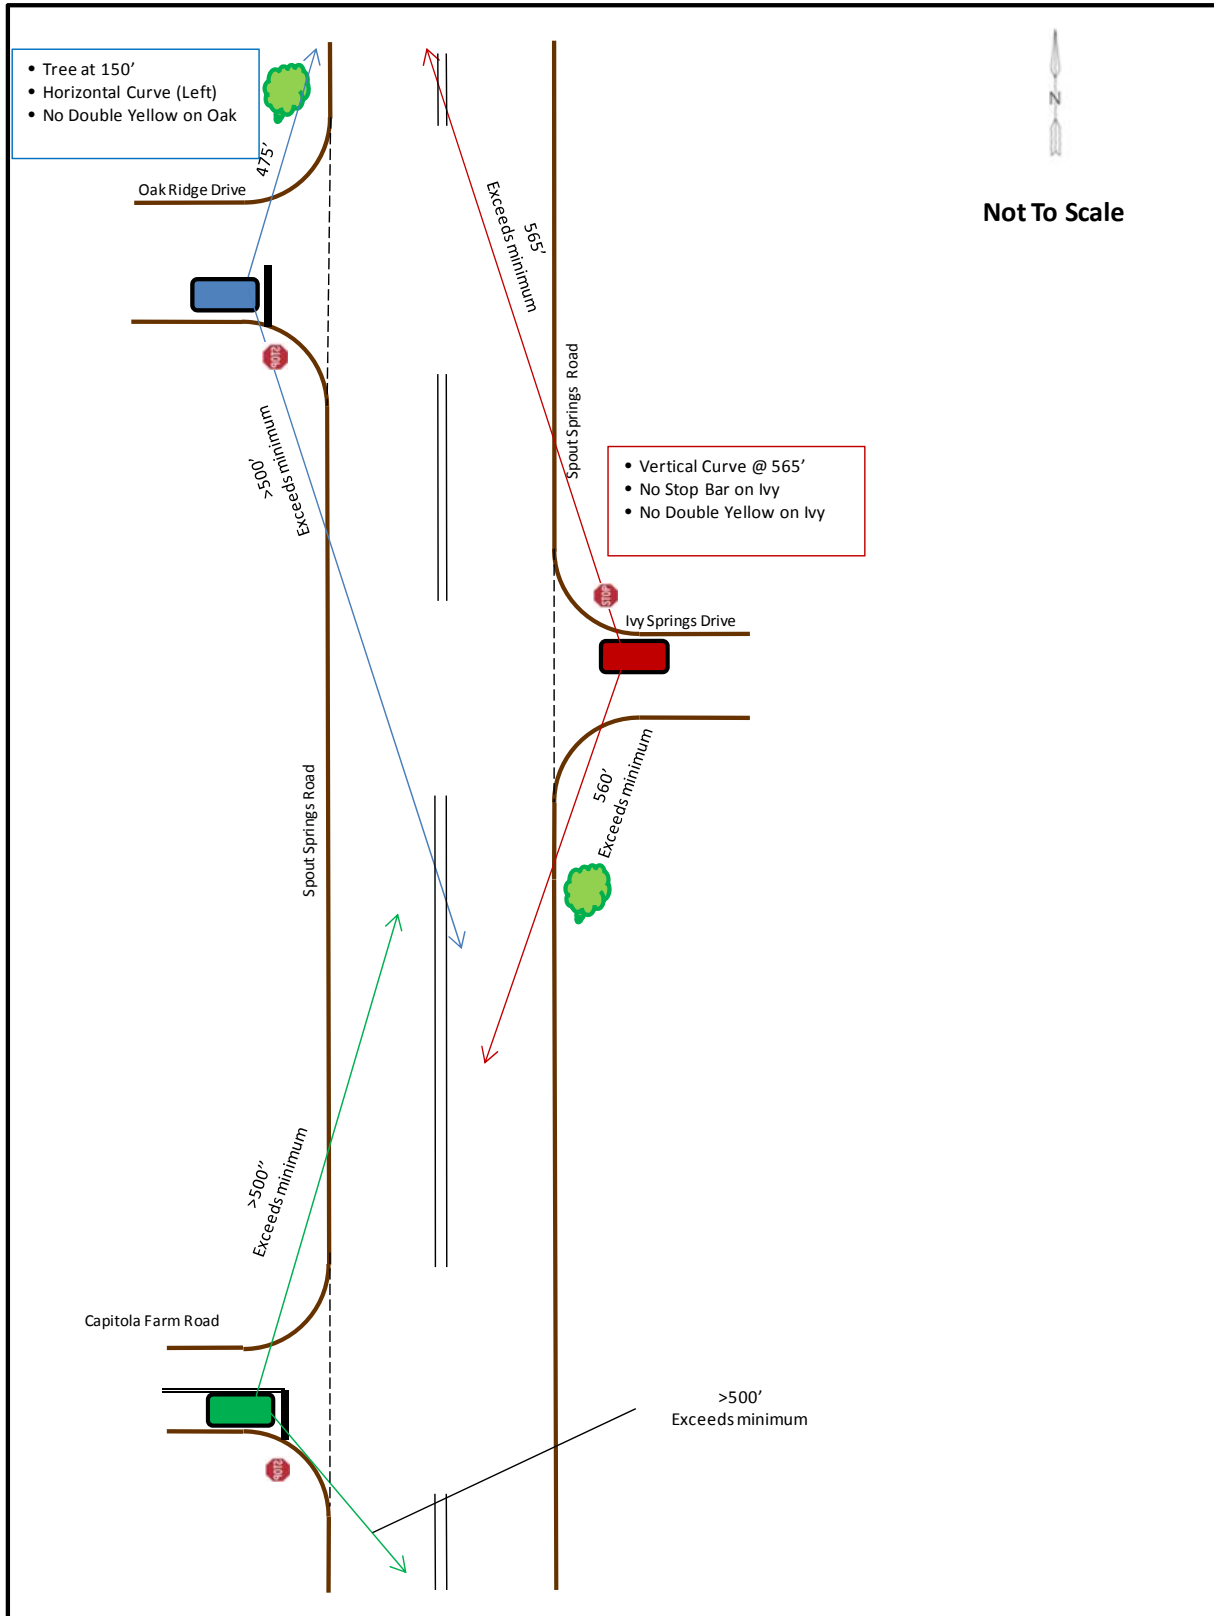 • Tree at 150’
• Horizontal Curve (Left)
• No Double Yellow on Oak
N
Not To Scale
475’
Oak Ridge Drive
565’
Exceeds minimum
STOP
>500’
Exceeds minimum
Spout Springs Road
• Vertical Curve @ 565’
• No Stop Bar on Ivy
• No Double Yellow on Ivy
STOP
Ivy Springs Drive
560’
Exceeds minimum
Spout Springs Road
>500’’
Exceeds minimum
Capitola Farm Road
>500’
Exceeds minimum
STOP